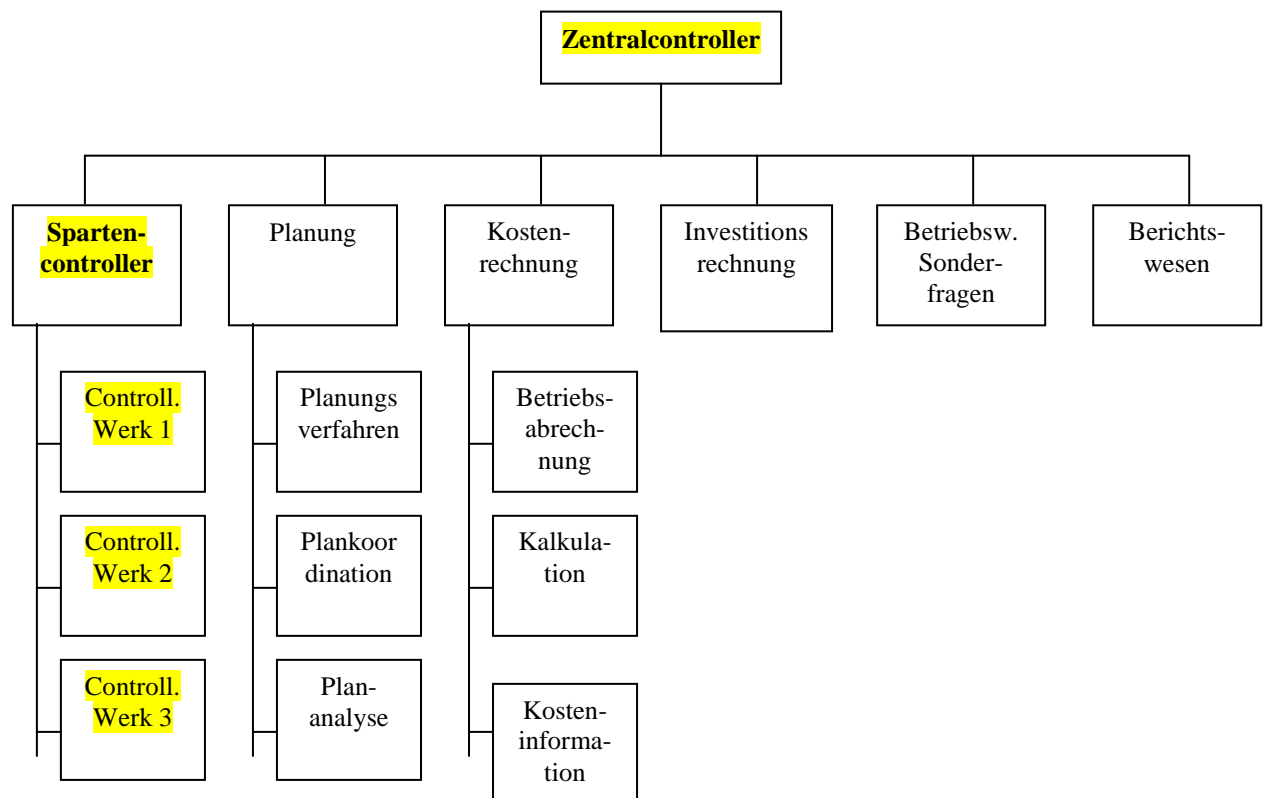 Zentralcontroller
Sparten-
controller
Planung
Kosten-
rechnung
Investitions
rechnung
Betriebsw.
Sonder-
fragen
Berichts-
wesen
Controll.
Werk 1
Controll.
Werk 2
Controll.
Werk 3
Planungs
verfahren
Plankoor
dination
Plan-
analyse
Betriebs-
abrech-
nung
Kalkula-
tion
Kosten-
informa-
tion